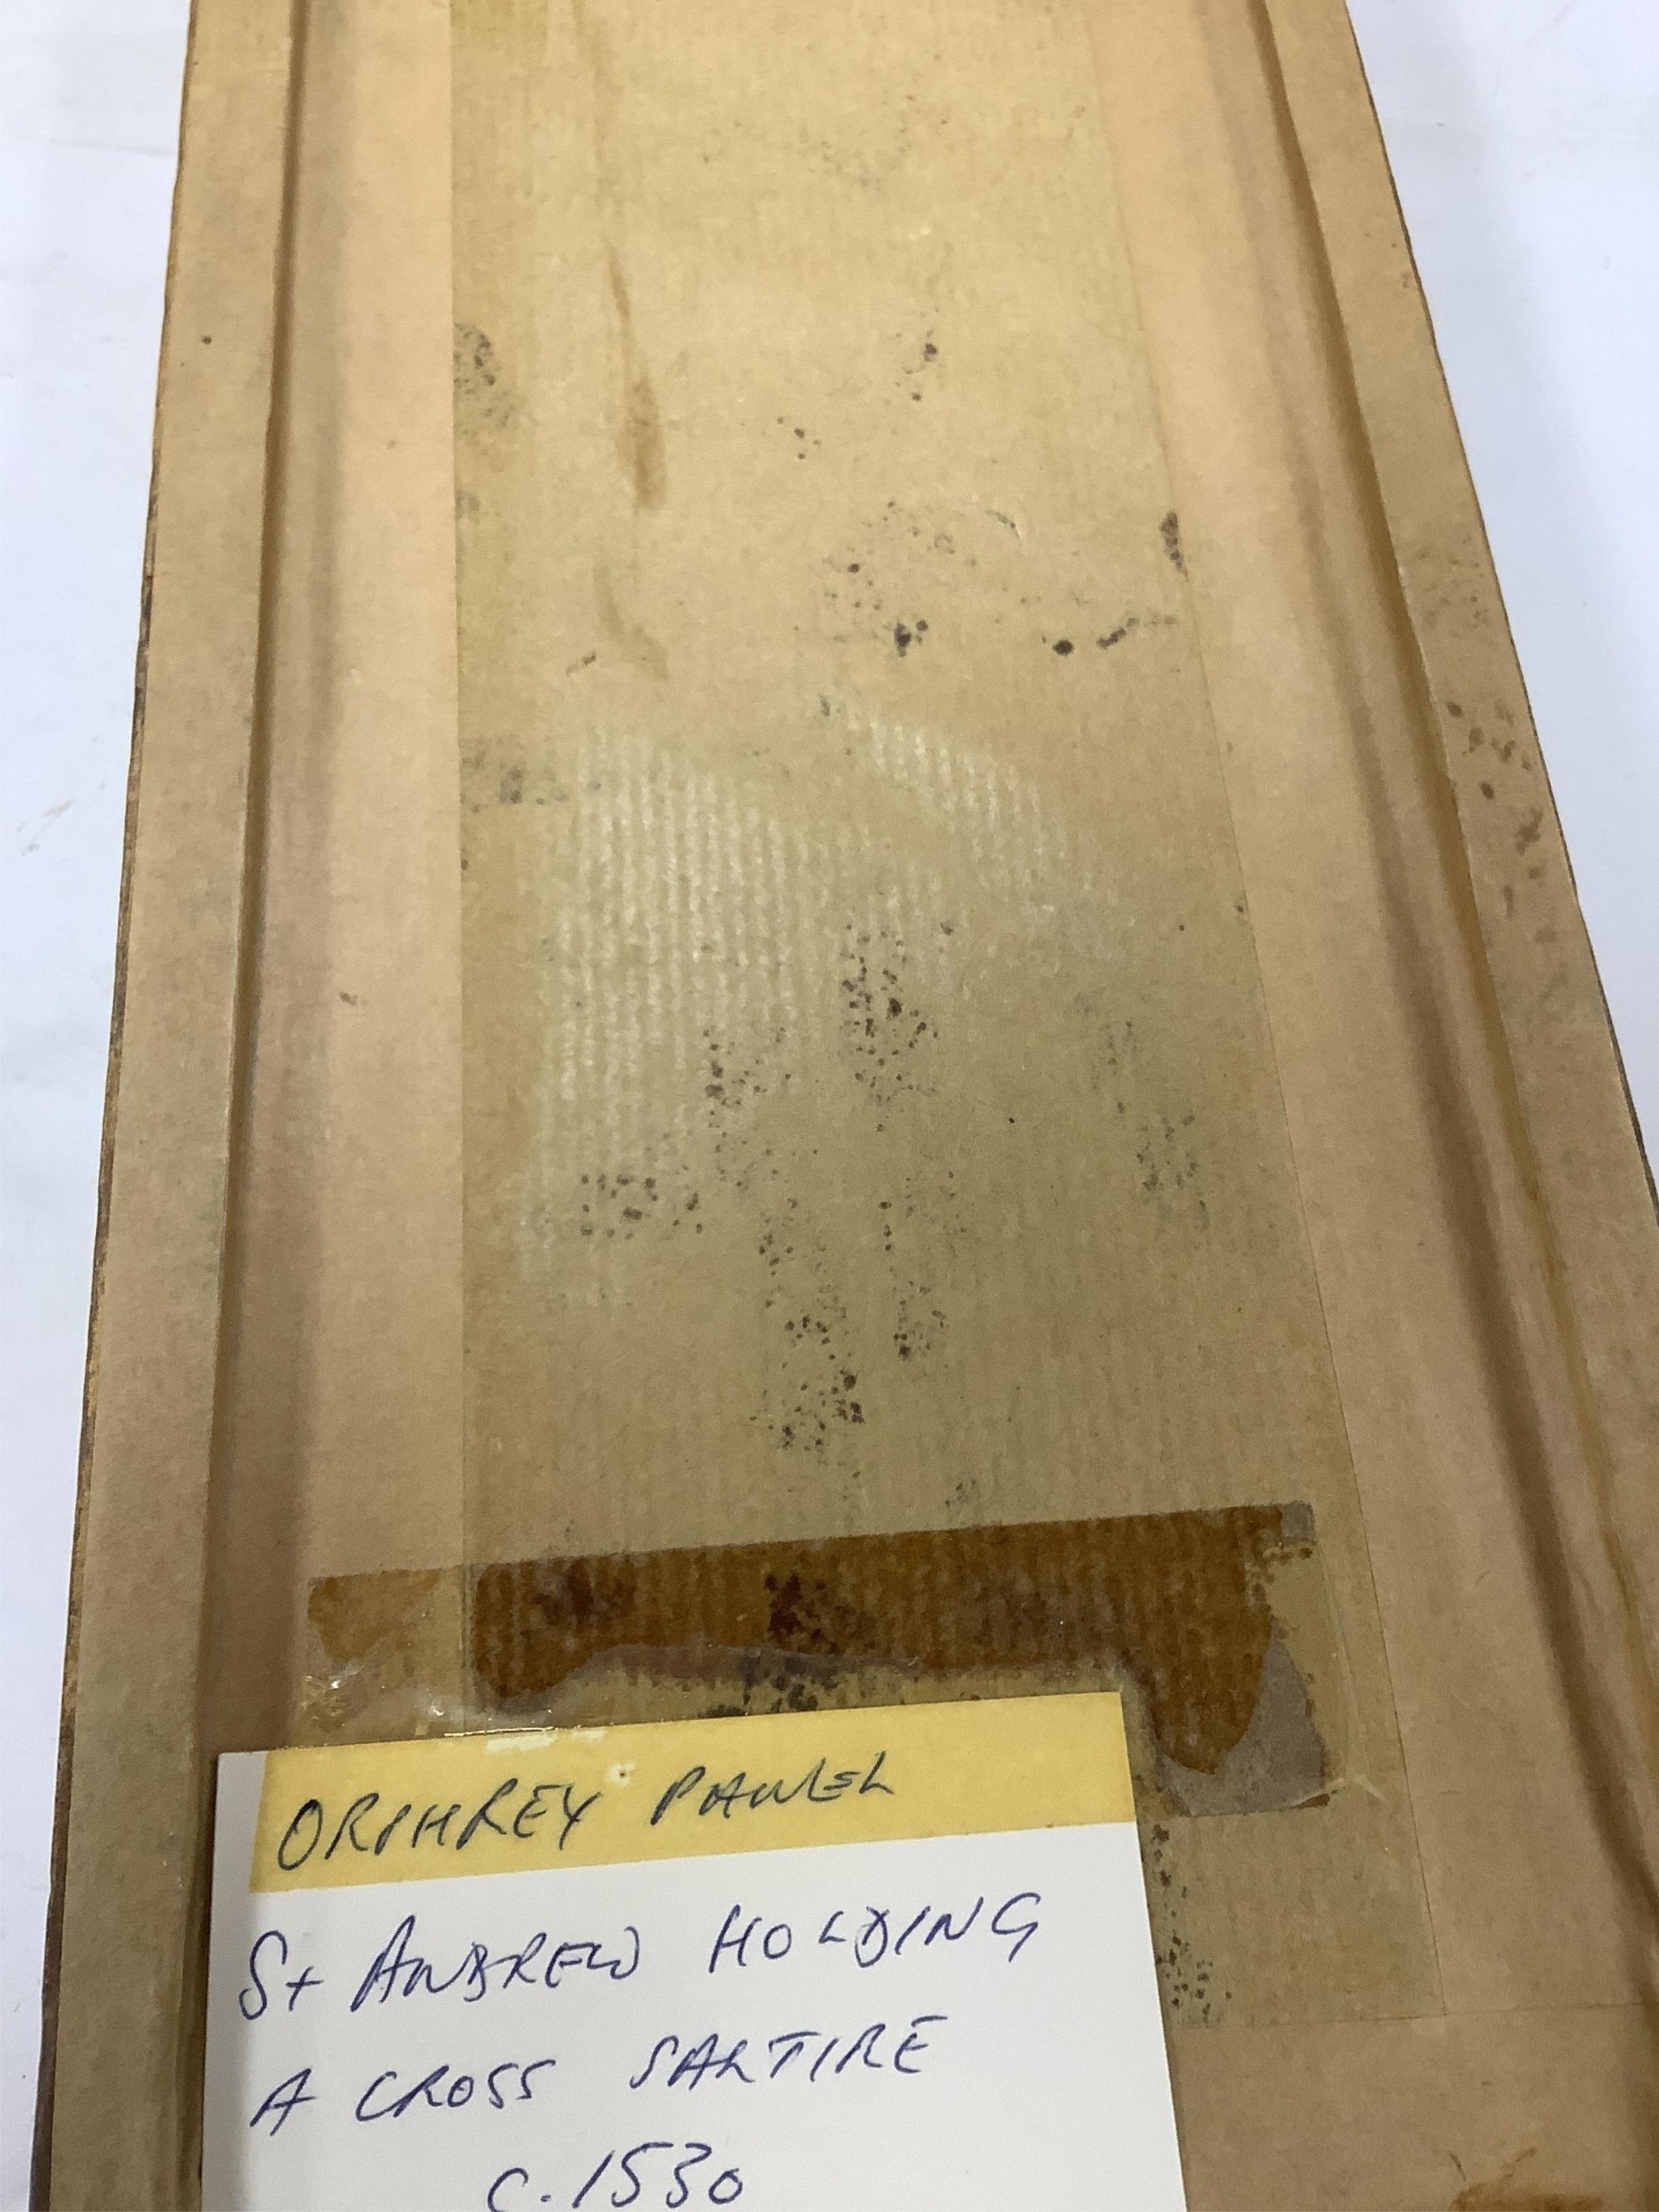 ORPHREY PANEL
St ANDREW HOLDING
A CROSS SALTIRE
c.1530